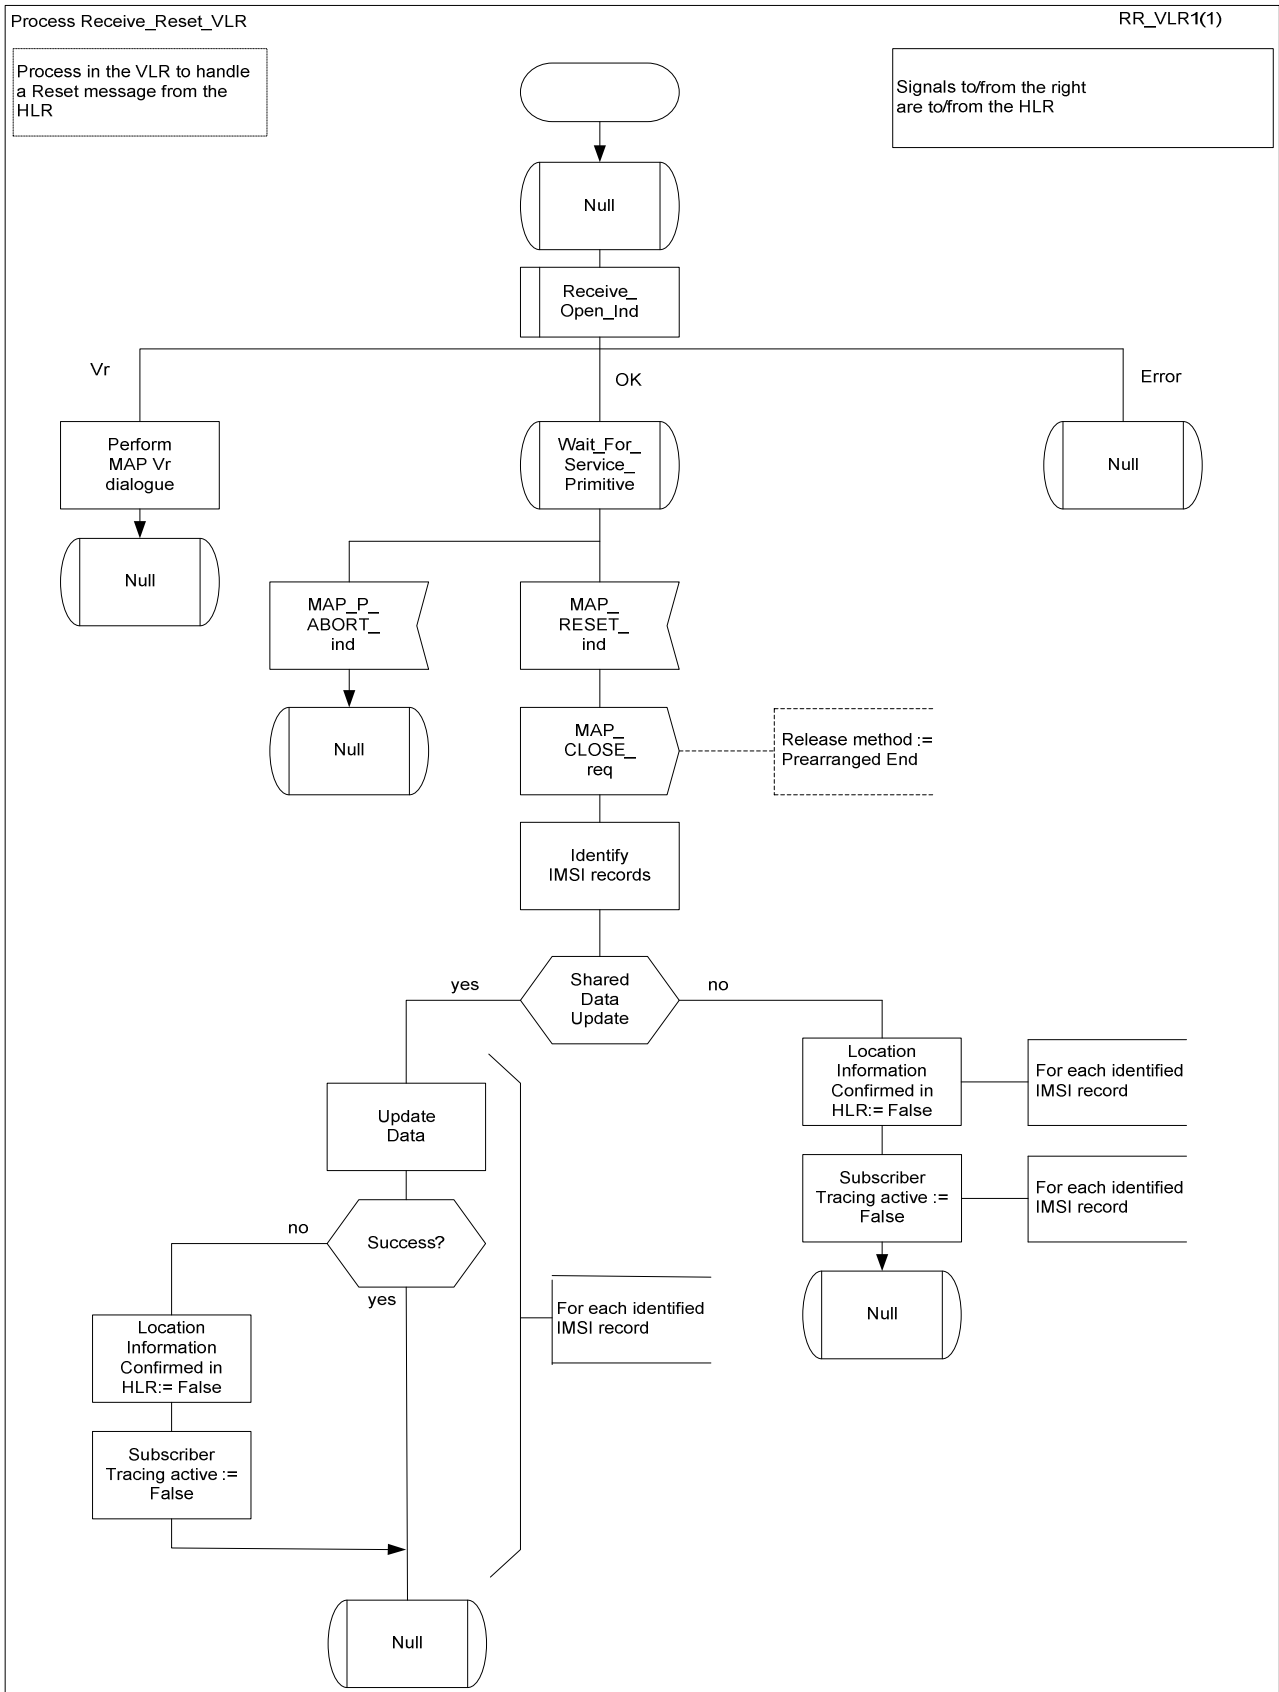 Process Receive_Reset_VLR
RR_VLR1(1)
Process in the VLR to handle
a Reset message from the
HLR
Signals to/from the right
are to/from the HLR
Null
Receive_
Open_Ind
Vr
OK
Error
Perform
MAP Vr
dialogue
Wait_For_
Service_
Primitive
Null
Null
MAP_P_
ABORT_
ind
MAP_
RESET_
ind
Null
MAP_
CLOSE_
req
Release method :=
Prearranged End
Identify
IMSI records
Shared
Data
Update
yes
no
Location
Information
Confirmed in
HLR:= False
For each identified
IMSI record
Update
Data
Subscriber
Tracing active :=
False
For each identified
IMSI record
Success?
no
yes
Null
For each identified
IMSI record
Location
Information
Confirmed in
HLR:= False
Subscriber
Tracing active :=
False
Null